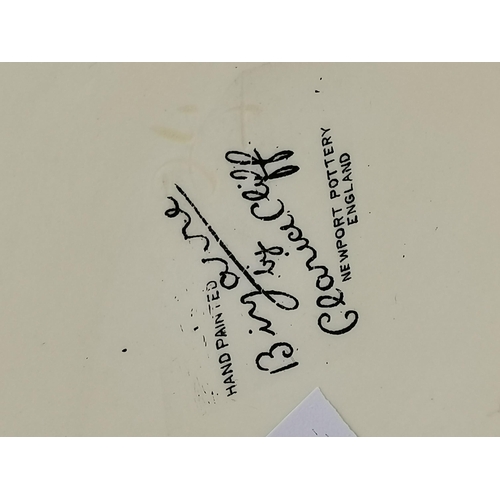 HAND PAINTED
Bizarre
by
Clarice Cliff
NEWPORT POTTERY
ENGLAND